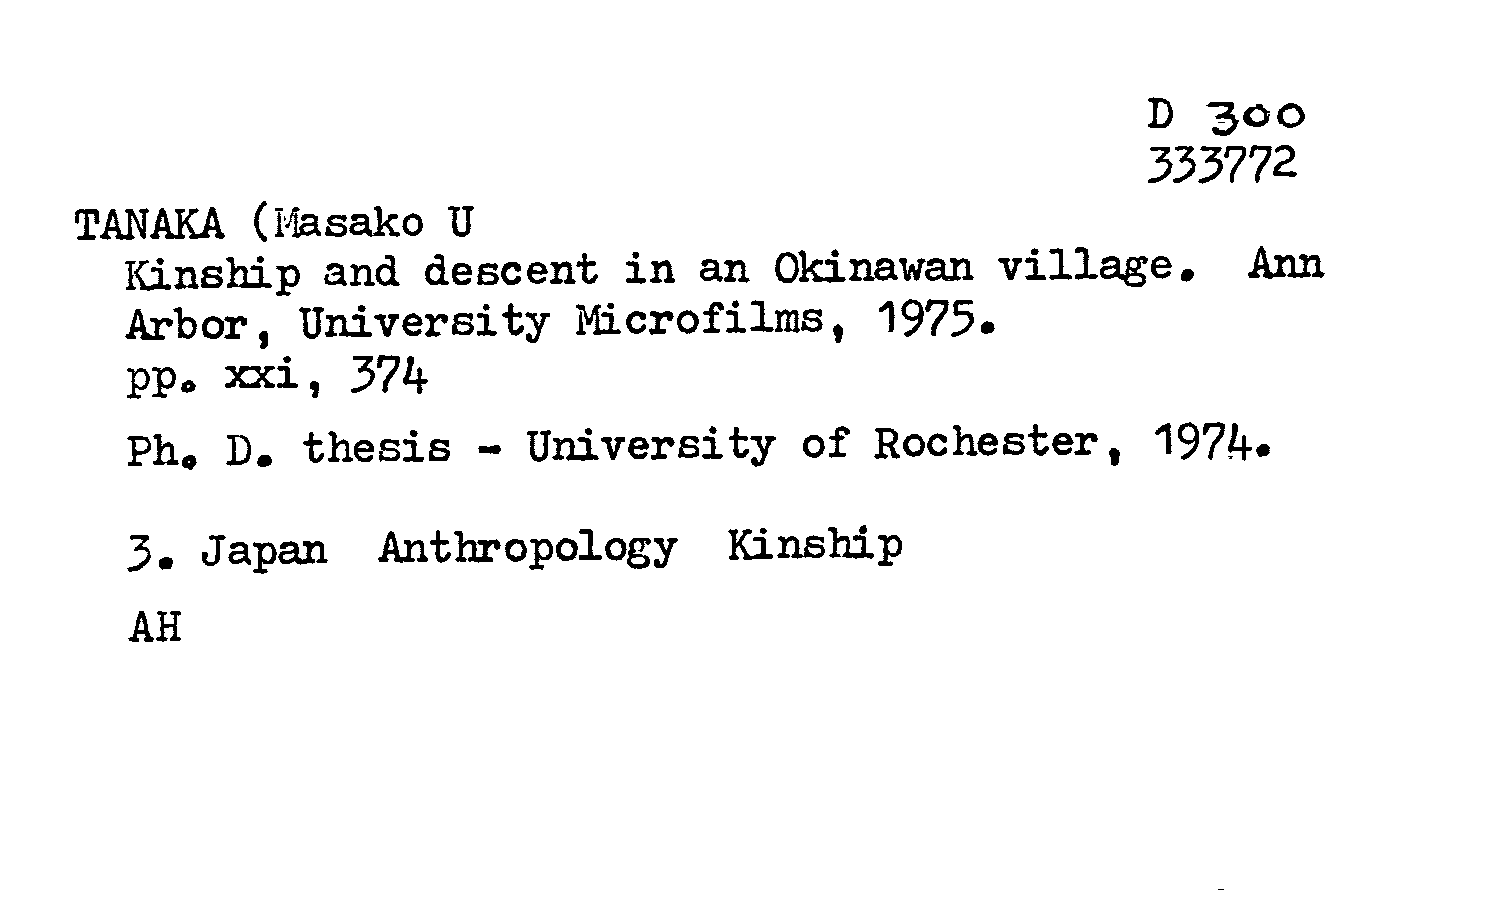 D 300
333772
TANAKA (Masako U
Kinship and descent in an Okinawan village. Ann
Arbor, University Microfilms, 1975.
pp. xxi, 374
Ph. D. thesis - University of Rochester, 1974.
3. Japan Anthropology Kinship
AH